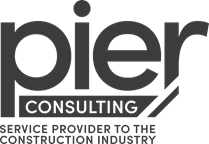 pier
CONSULTING
SERVICE PROVIDER TO THE
CONSTRUCTION INDUSTRY